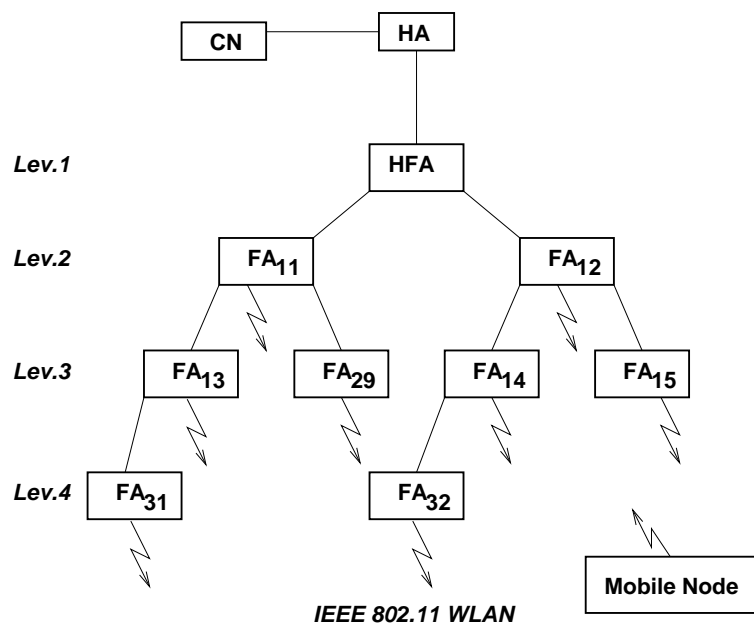 CN
HA
Lev.1
HFA
Lev.2
FA11
FA12
Lev.3
FA13
FA29
FA14
FA15
Lev.4
FA31
FA32
Mobile Node
IEEE 802.11 WLAN